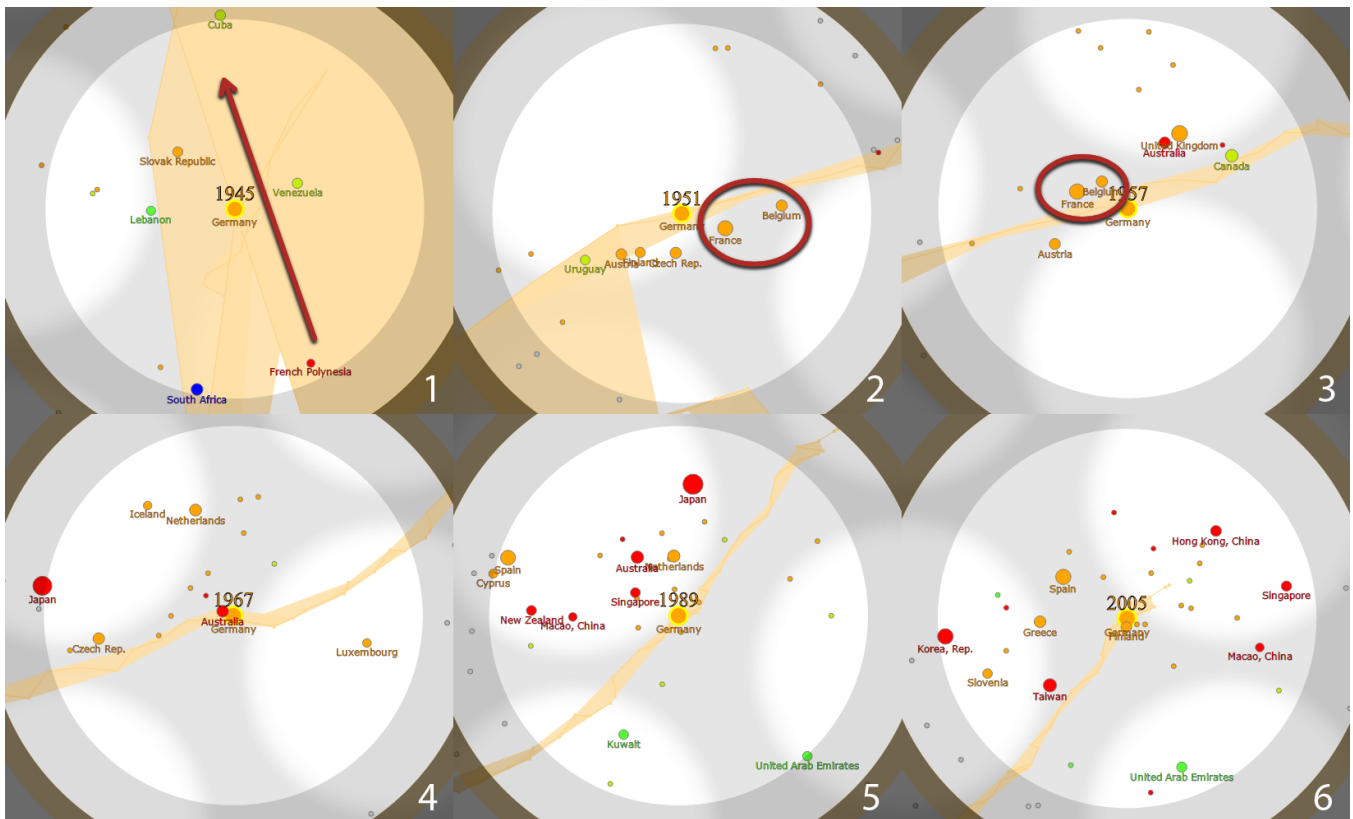 Cuba
Slovak Republic
1945
Venezuela
Lebanon
Germany
French Polynesia
South Africa
1
1951
Belgium
Germany
France
Uruguay
Austria
Finland
Czech Rep.
2
United Kingdom
Australia
Canada
Belgium
1957
France
Germany
Austria
3
Iceland
Netherlands
Japan
1967
Australia
Germany
Czech Rep.
Luxembourg
4
Japan
Spain
Netherlands
Australia
Cyprus
Singapore
1989
New Zealand
Macao, China
Germany
Kuwait
United Arab Emirates
5
Hong Kong, China
Spain
Singapore
2005
Greece
Germany
Finland
Korea, Rep.
Macao, China
Slovenia
Taiwan
United Arab Emirates
6